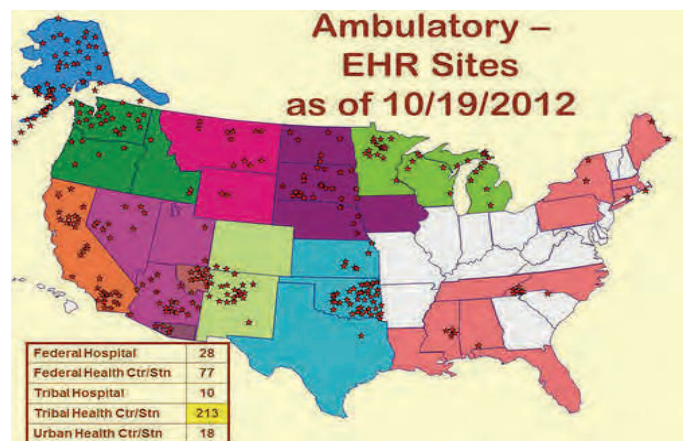 Ambulatory –
EHR Sites
as of 10/19/2012
Federal Hospital 28
Federal Health Ctr/Stn 77
Tribal Hospital 10
Tribal Health Ctr/Stn 213
Urban Health Ctr/Stn 18